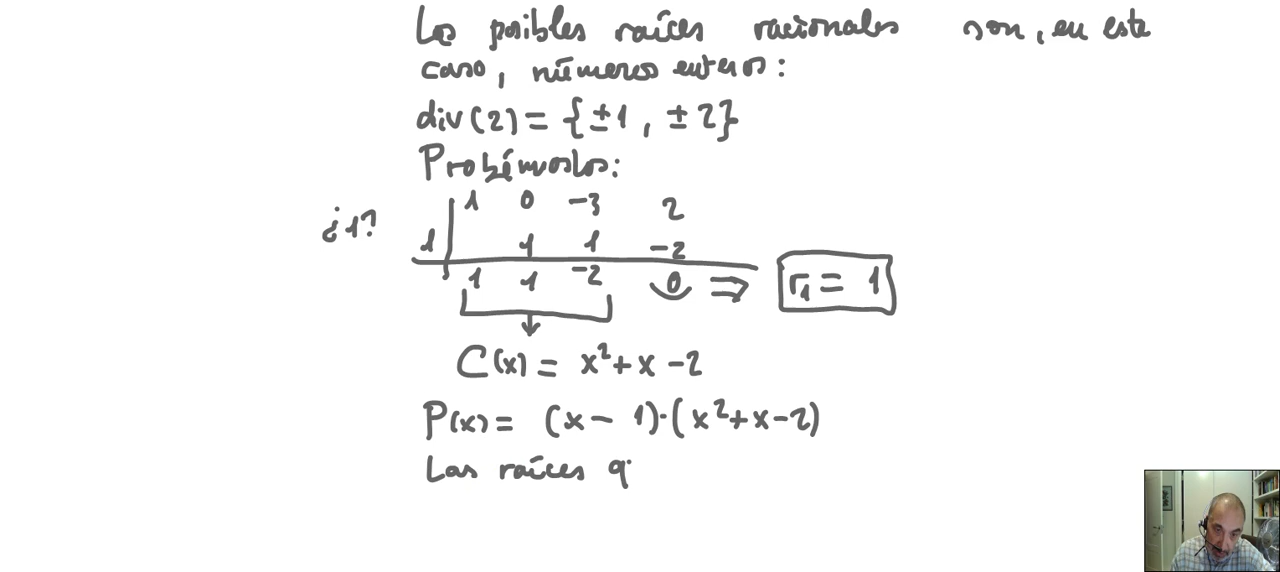 Las posibles raíces racionales son, en este
caso, números enteros:
div(2) = {±1, ±2}
Probémoslos:
¿1?
1 0 -3 2
1 1 1 -2
1 1 -2 0 ⇒ r₁ = 1
C(x) = x²+x-2
P(x) = (x-1)·(x²+x-2)
Las raíces q